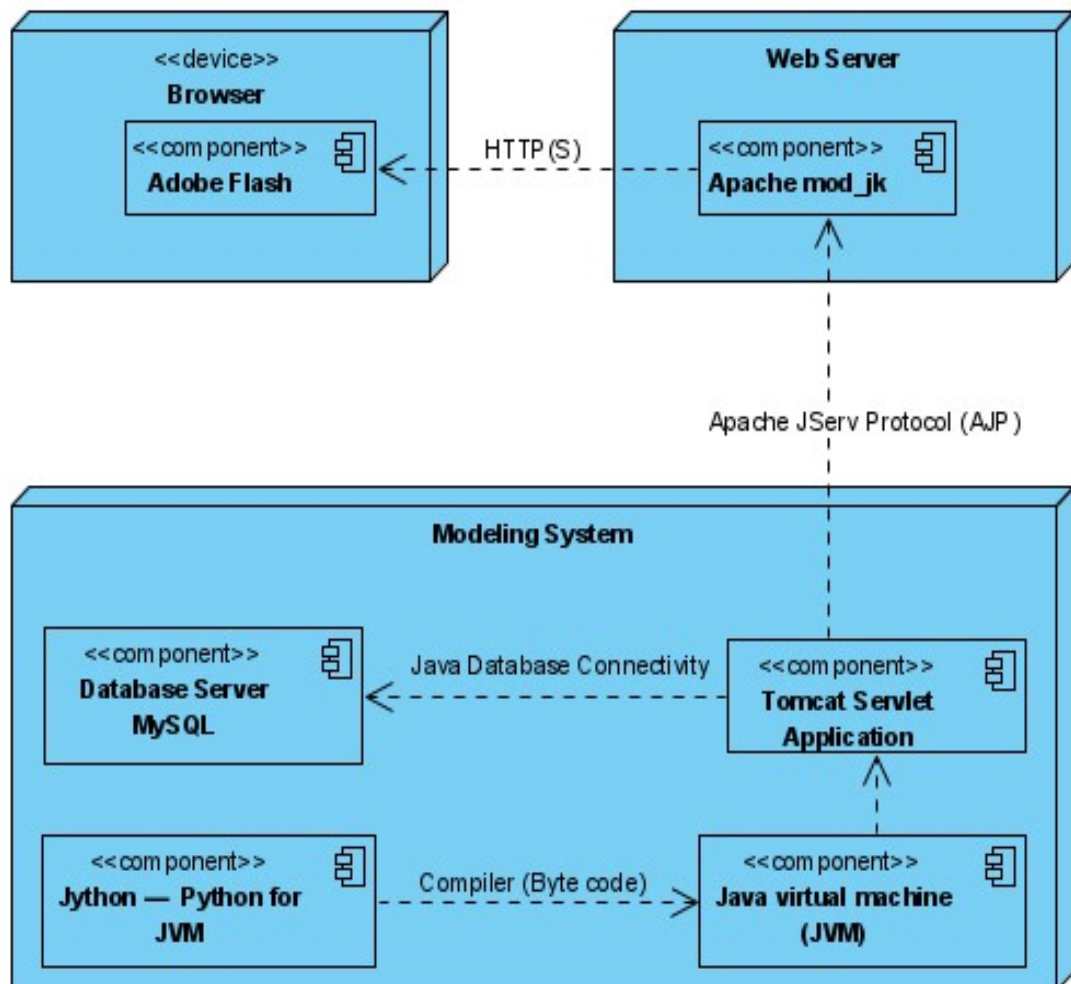 <<device>>
Browser
<<component>>
Adobe Flash
HTTP(S)
Web Server
<<component>>
Apache mod_jk
Apache JServ Protocol (AJP)
Modeling System
<<component>>
Database Server
MySQL
Java Database Connectivity
<<component>>
Tomcat Servlet
Application
<<component>>
Jython — Python for
JVM
Compiler (Byte code)
<<component>>
Java virtual machine
(JVM)